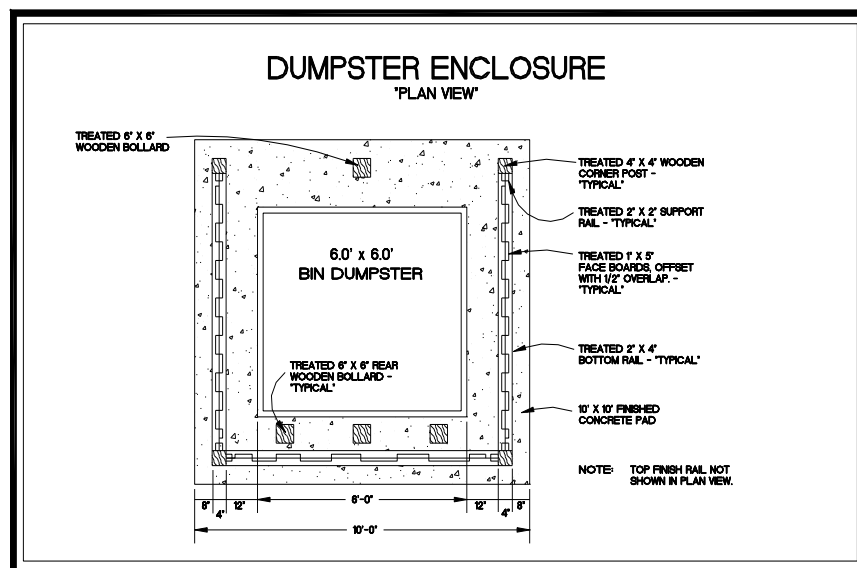 DUMPSTER ENCLOSURE
"PLAN VIEW"
TREATED 6" X 6"
WOODEN BOLLARD
TREATED 4" X 4" WOODEN
CORNER POST -
"TYPICAL"
TREATED 2" X 2" SUPPORT
RAIL - "TYPICAL"
6.0' x 6.0'
BIN DUMPSTER
TREATED 1" X 5"
FACE BOARDS, OFFSET
WITH 1/2" OVERLAP. -
"TYPICAL"
TREATED 2" X 4"
BOTTOM RAIL - "TYPICAL"
TREATED 6" X 6" REAR
WOODEN BOLLARD -
"TYPICAL"
10' X 10' FINISHED
CONCRETE PAD
NOTE: TOP FINISH RAIL NOT
SHOWN IN PLAN VIEW.
8" 4" 12" 6'-0" 12" 4" 8"
10'-0"